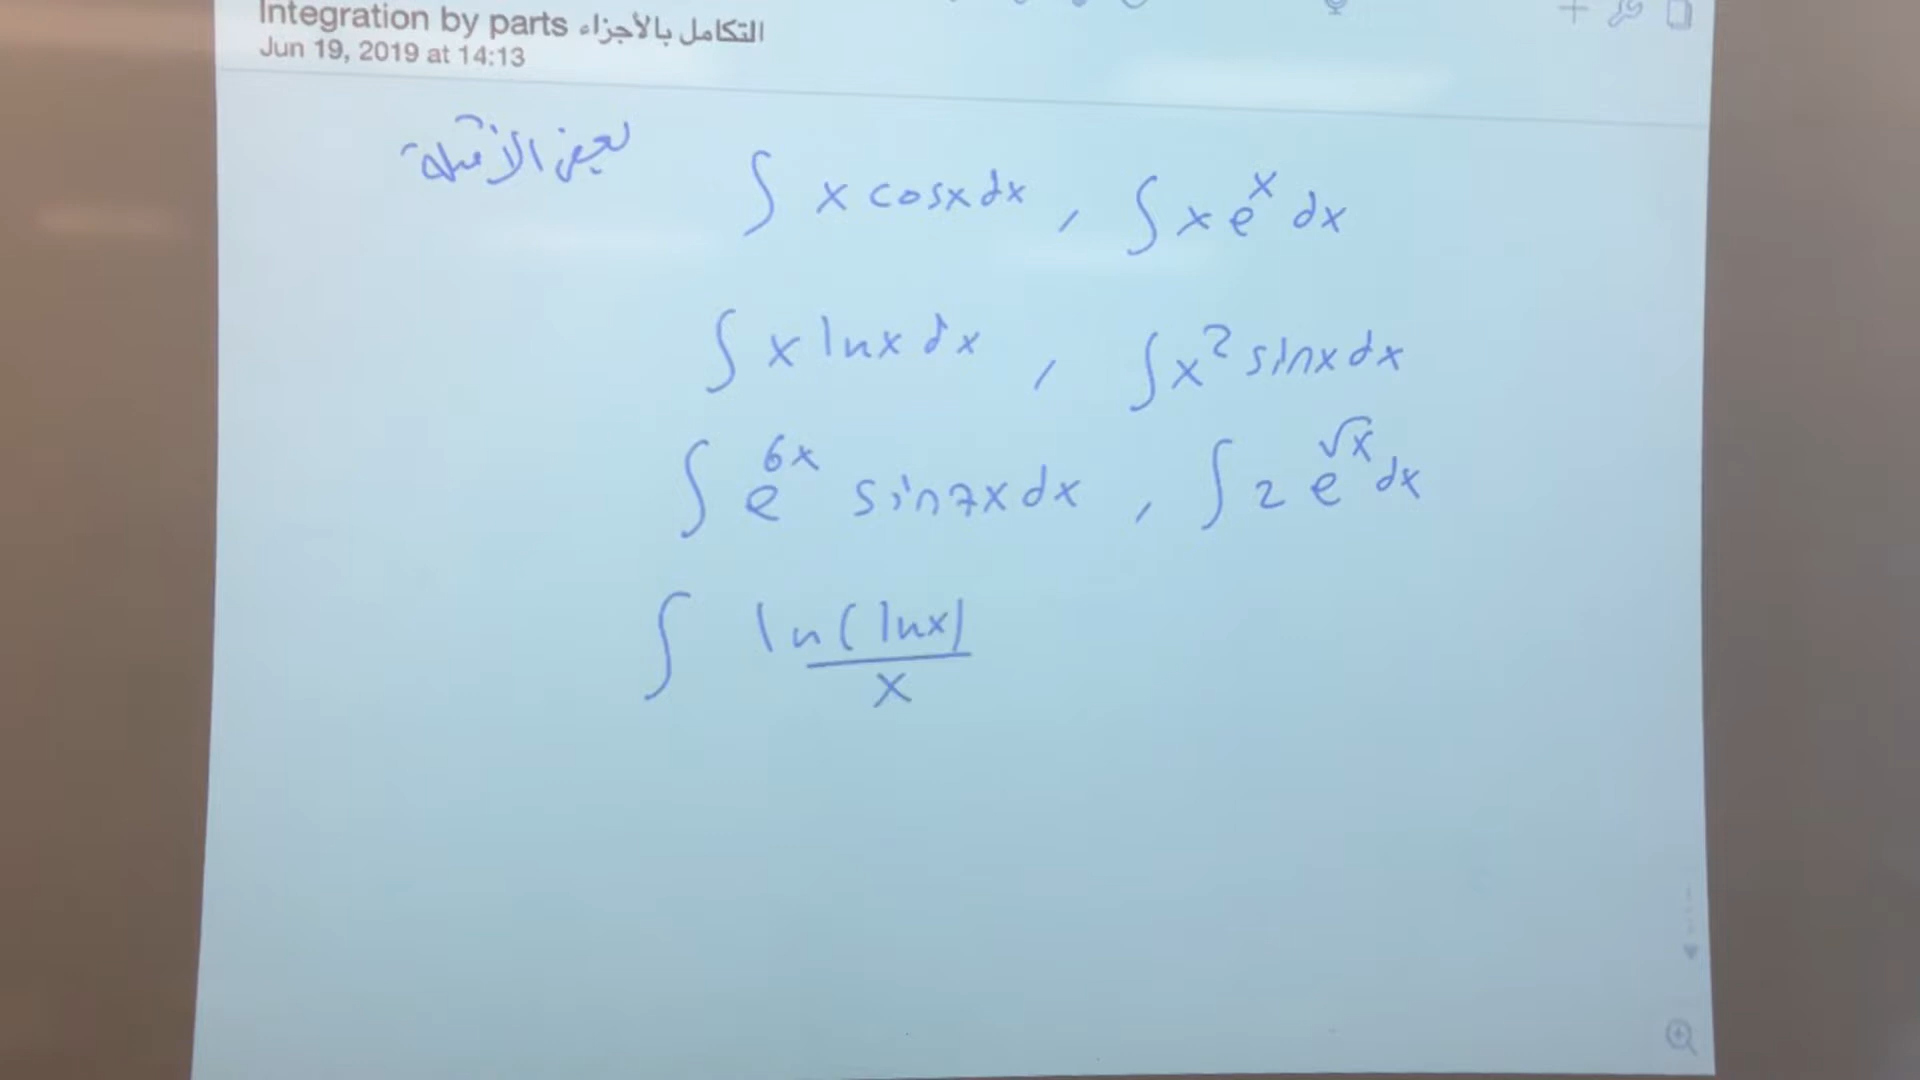 Integration by parts التكامل بالأجزاء
Jun 19, 2019 at 14:13
بعض الأمثلة
∫ x cosx dx , ∫ x e^x dx
∫ x lnx dx , ∫ x² sinx dx
∫ e^{6x} sin7x dx , ∫ 2 e^{√x} dx
∫ ln(lnx)/x